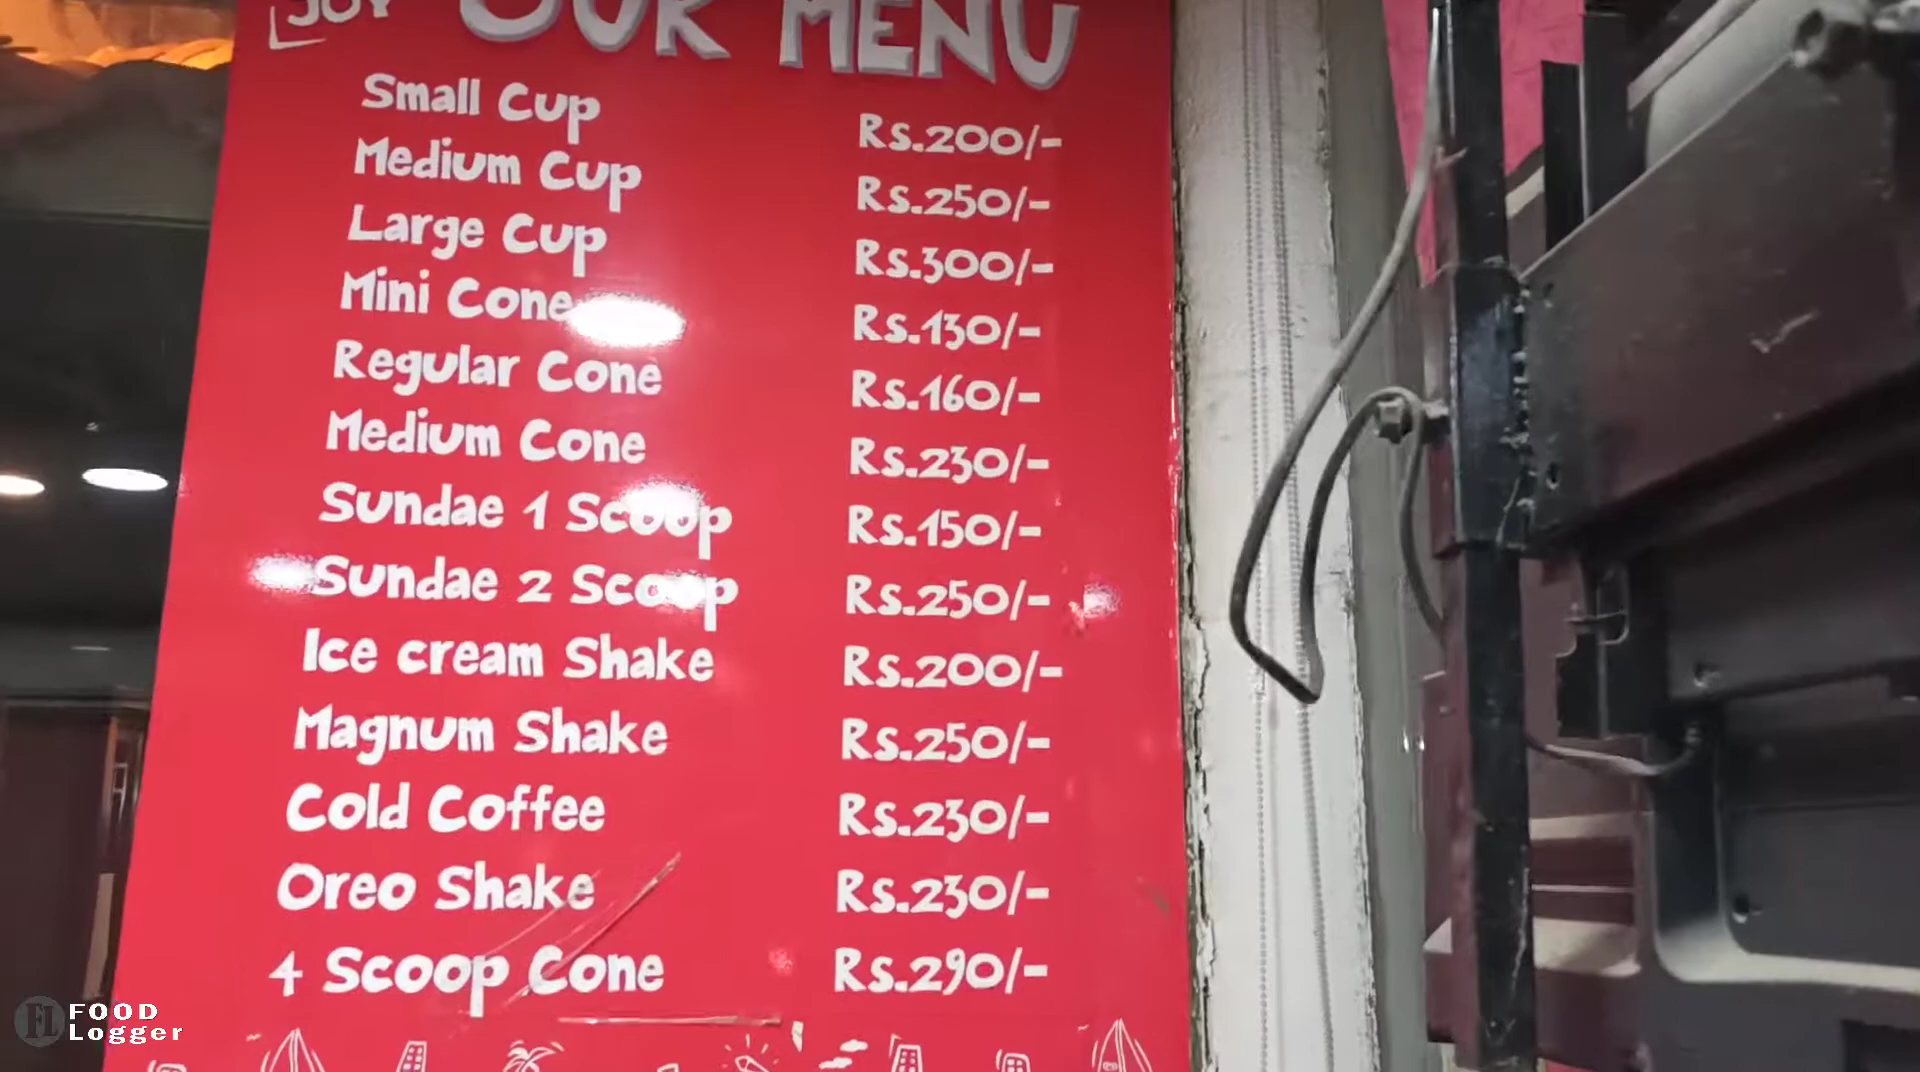 JOY
OUR MENU
Small Cup Rs.200/-
Medium Cup Rs.250/-
Large Cup Rs.300/-
Mini Cone Rs.130/-
Regular Cone Rs.160/-
Medium Cone Rs.230/-
Sundae 1 Scoop Rs.150/-
Sundae 2 Scoop Rs.250/-
Ice cream Shake Rs.200/-
Magnum Shake Rs.250/-
Cold Coffee Rs.230/-
Oreo Shake Rs.230/-
4 Scoop Cone Rs.290/-
FL FOOD
Logger